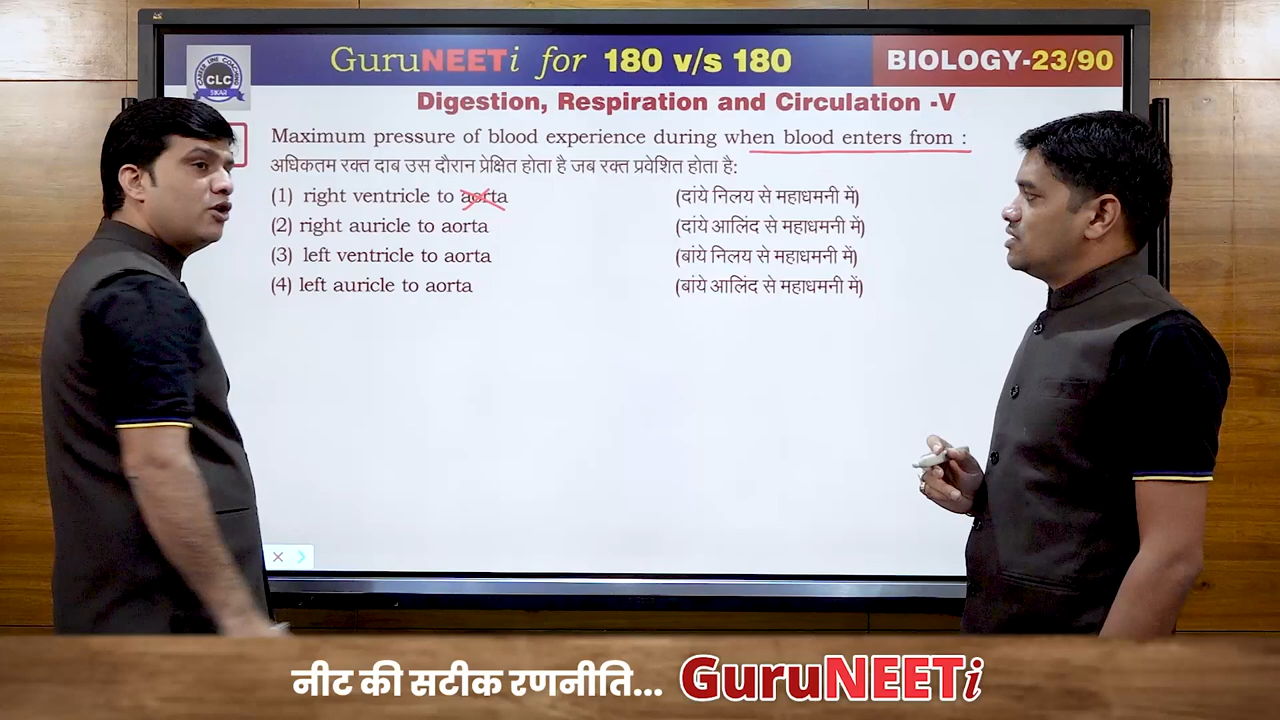 GuruNEETi for 180 v/s 180
BIOLOGY-23/90
CLC
SIKAR
Digestion, Respiration and Circulation -V
Maximum pressure of blood experience during when blood enters from :
अधिकतम रक्त दाब उस दौरान प्रेक्षित होता है जब रक्त प्रवेशित होता है:
(1) right ventricle to aorta (दांये निलय से महाधमनी में)
(2) right auricle to aorta (दांये आलिंद से महाधमनी में)
(3) left ventricle to aorta (बांये निलय से महाधमनी में)
(4) left auricle to aorta (बांये आलिंद से महाधमनी में)
नीट की सटीक रणनीति... GuruNEETi